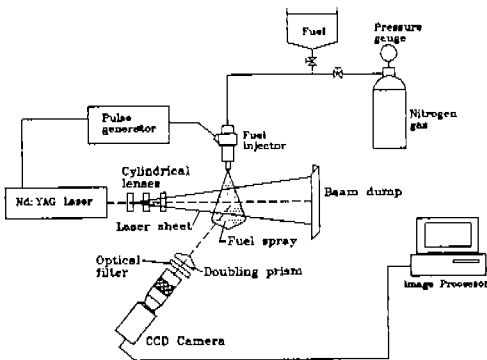 Fuel
Pressure
gauge
Pulse
generator
Fuel
injector
Nitrogen
gas
Cylindrical
lenses
Nd:YAG Laser
Beam dump
Laser sheet
Fuel spray
Optical
filter
Doubling prism
Image Processor
CCD Camera